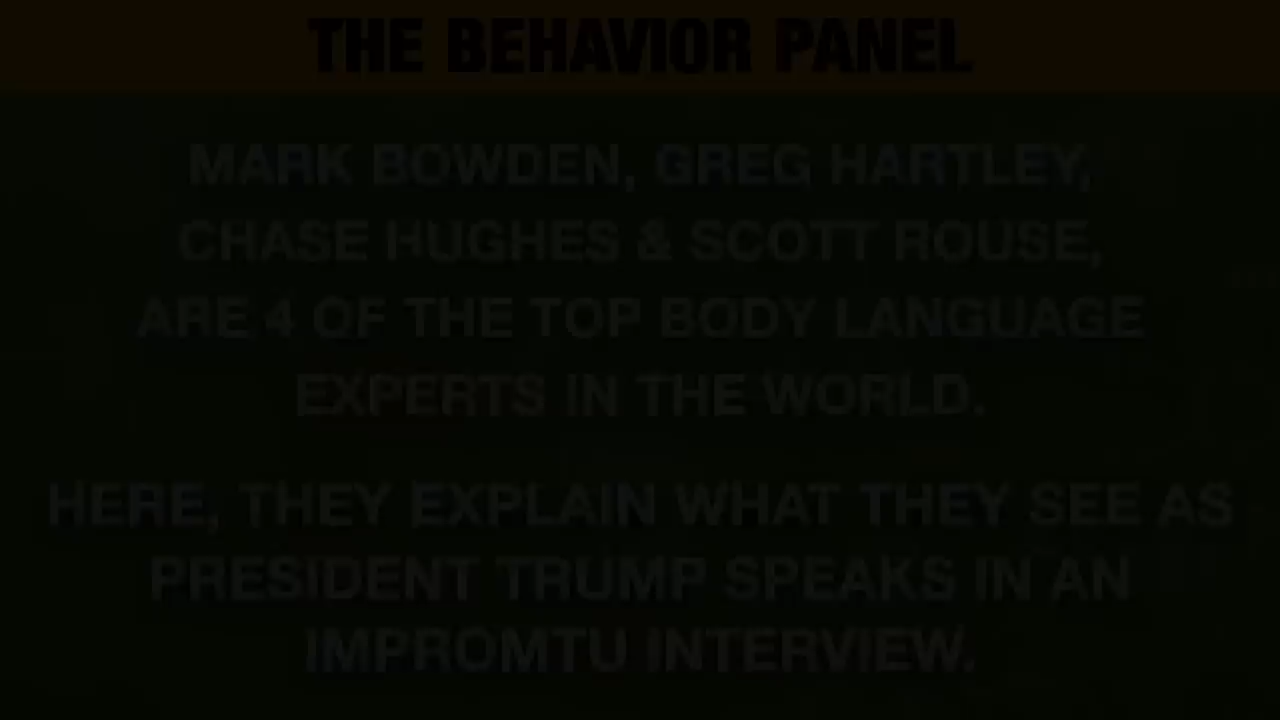 THE BEHAVIOR PANEL
MARK BOWDEN, GREG HARTLEY,
CHASE HUGHES & SCOTT ROUSE,
ARE 4 OF THE TOP BODY LANGUAGE
EXPERTS IN THE WORLD.
HERE, THEY EXPLAIN WHAT THEY SEE AS
PRESIDENT TRUMP SPEAKS IN AN
IMPROMTU INTERVIEW.